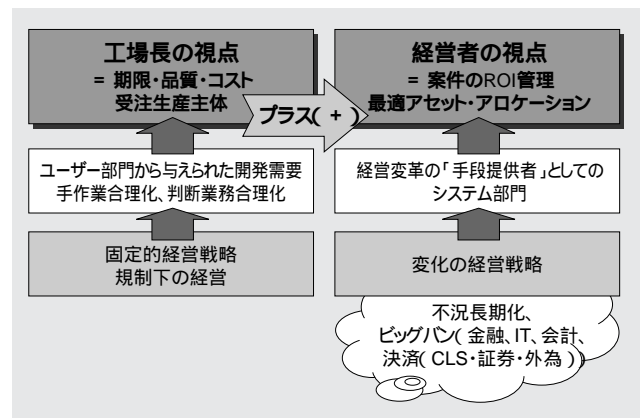 工場長の視点
= 期限・品質・コスト
受注生産主体
プラス( + )
経営者の視点
= 案件のROI管理
最適アセット・アロケーション
ユーザー部門から与えられた開発需要
手作業合理化、判断業務合理化
経営変革の「手段提供者」としての
システム部門
固定的経営戦略
規制下の経営
変化の経営戦略
不況長期化、
ビッグバン( 金融、IT、会計、
決済( CLS・証券・外為 ))